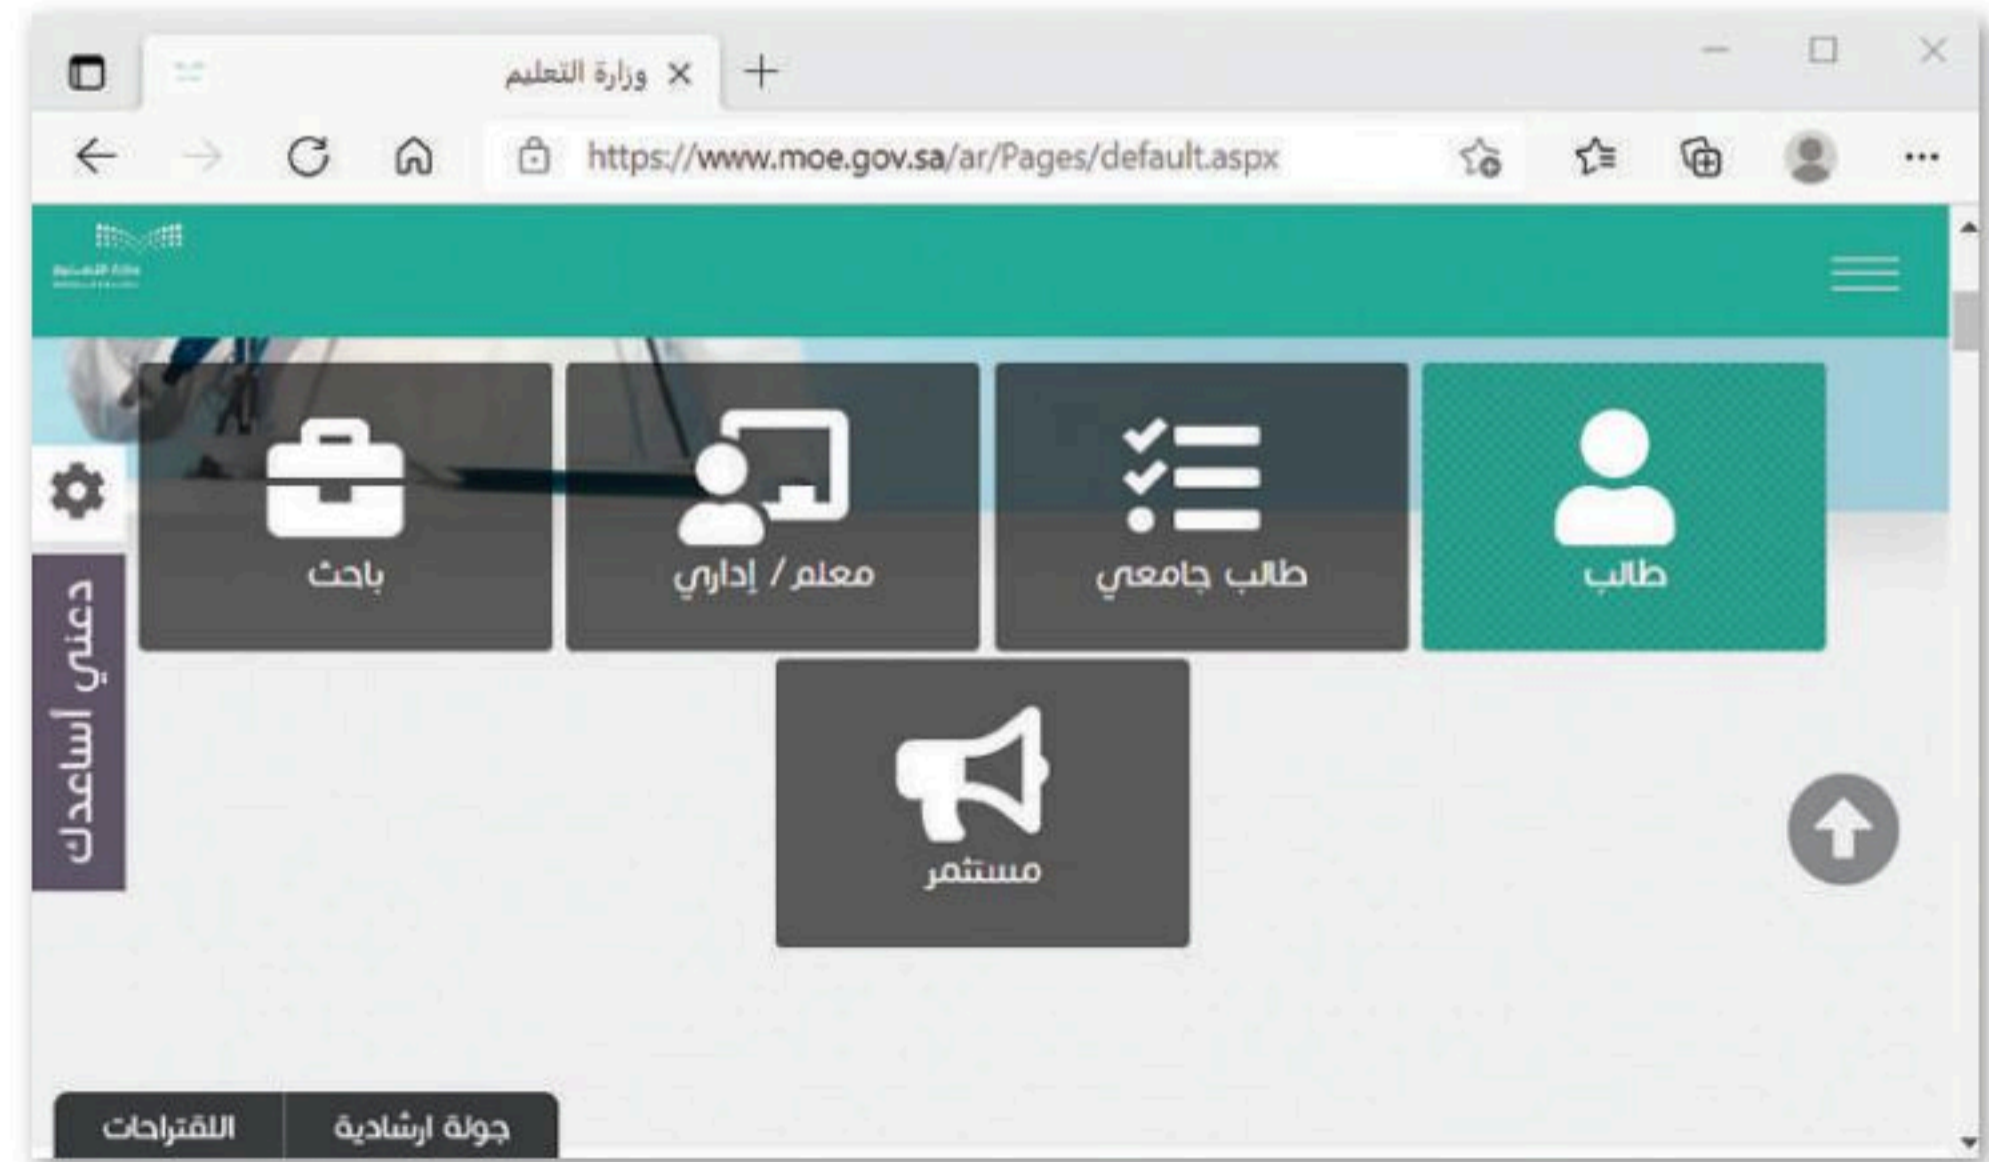 وزارة التعليم
https://www.moe.gov.sa/ar/Pages/default.aspx
طالب
طالب جامعي
معلم / إداري
باحث
دعني أساعدك
مستثمر
جولة ارشادية
اللقتراحات